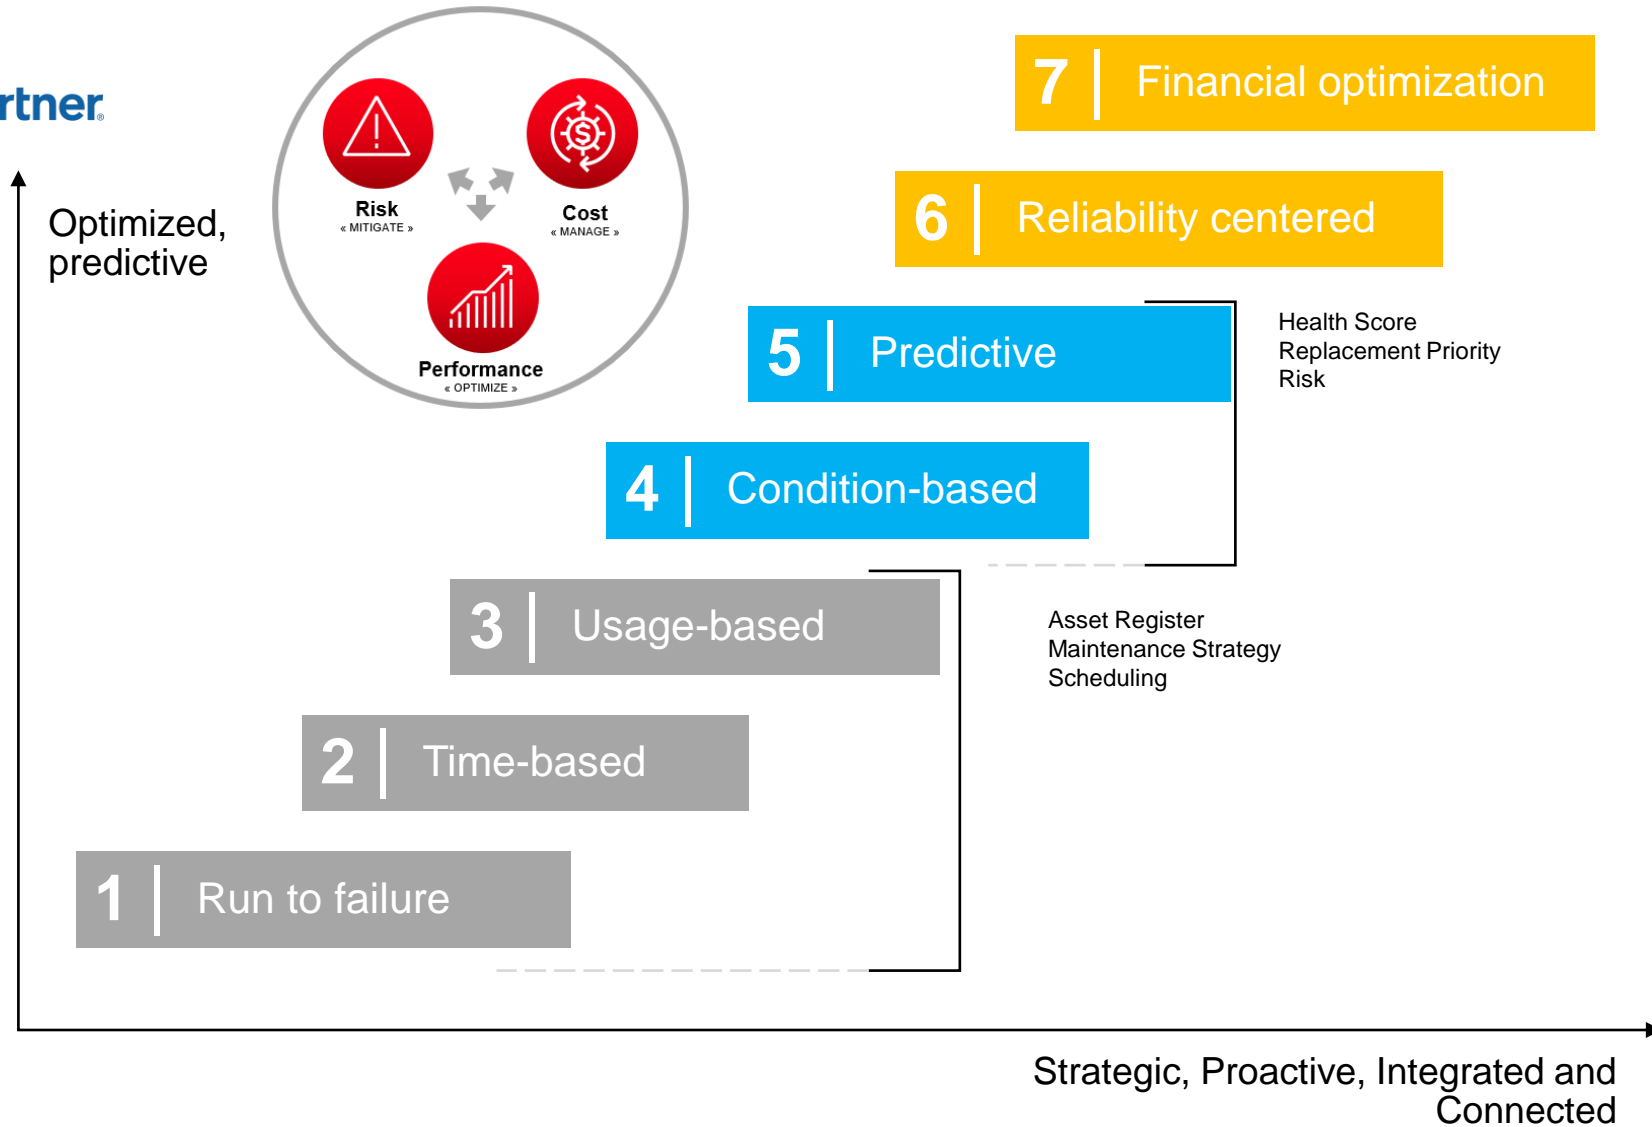 rtner®
Optimized,
predictive
Risk
« MITIGATE »
Cost
« MANAGE »
Performance
« OPTIMIZE »
7 Financial optimization
6 Reliability centered
5 Predictive
Health Score
Replacement Priority
Risk
4 Condition-based
3 Usage-based
Asset Register
Maintenance Strategy
Scheduling
2 Time-based
1 Run to failure
Strategic, Proactive, Integrated and
Connected